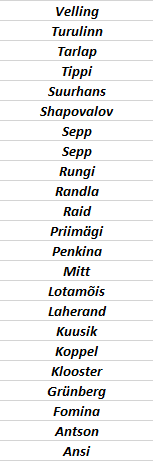 Velling
Turulinn
Tarlap
Tippi
Suurhans
Shapovalov
Sepp
Sepp
Rungi
Randla
Raid
Priimägi
Penkina
Mitt
Lotamõis
Laherand
Kuusik
Koppel
Klooster
Grünberg
Fomina
Antson
Ansi